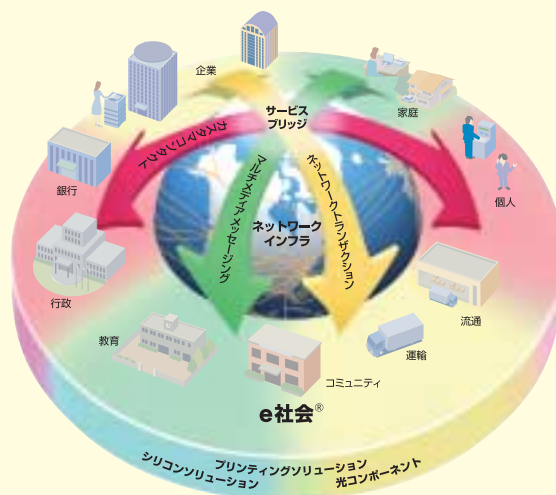 企業
サービス
ブリッジ
家庭
カスタマコンタクト
銀行
個人
マルチメディアメッセージング
ネットワークトランザクション
ネットワーク
インフラ
行政
流通
教育
運輸
コミュニティ
e社会®
プリンティングソリューション
シリコンソリューション
光コンポーネント